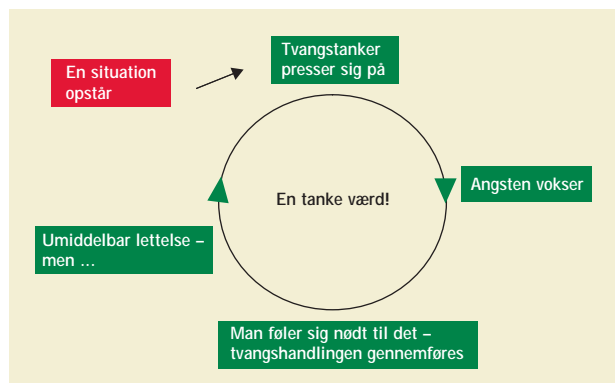 En situation
opstår
Tvangstanker
presser sig på
Angsten vokser
En tanke værd!
Man føler sig nødt til det –
tvangshandlingen gennemføres
Umiddelbar lettelse –
men ...